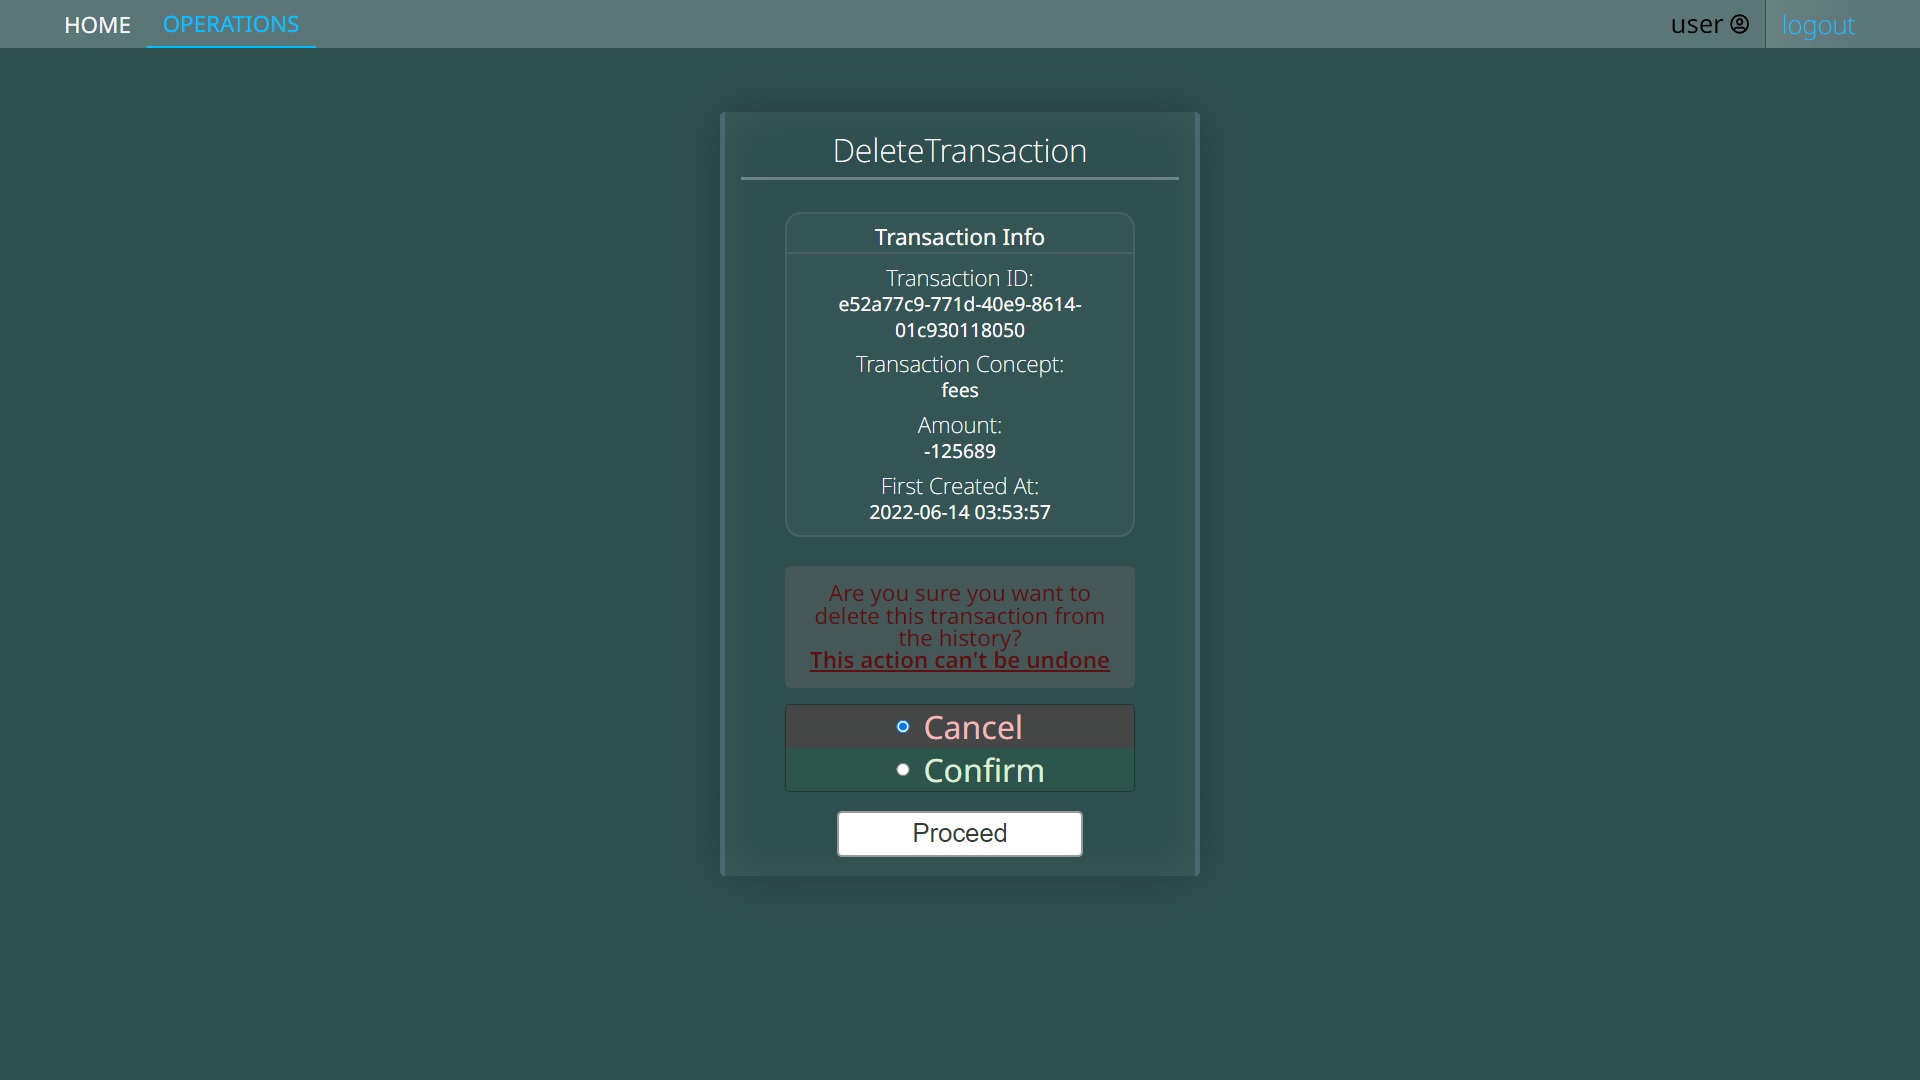 HOME
OPERATIONS
user
logout
DeleteTransaction
Transaction Info
Transaction ID:
e52a77c9-771d-40e9-8614-
01c930118050
Transaction Concept:
fees
Amount:
-125689
First Created At:
2022-06-14 03:53:57
Are you sure you want to
delete this transaction from
the history?
This action can't be undone
Cancel
Confirm
Proceed